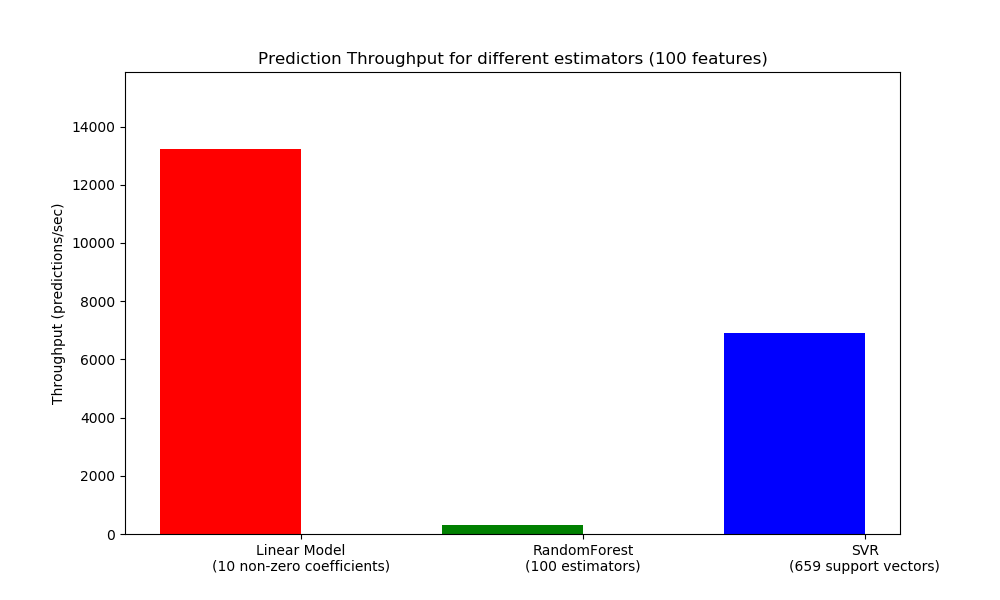 Prediction Throughput for different estimators (100 features)
Throughput (predictions/sec)
14000
12000
10000
8000
6000
4000
2000
0
Linear Model
(10 non-zero coefficients)
RandomForest
(100 estimators)
SVR
(659 support vectors)